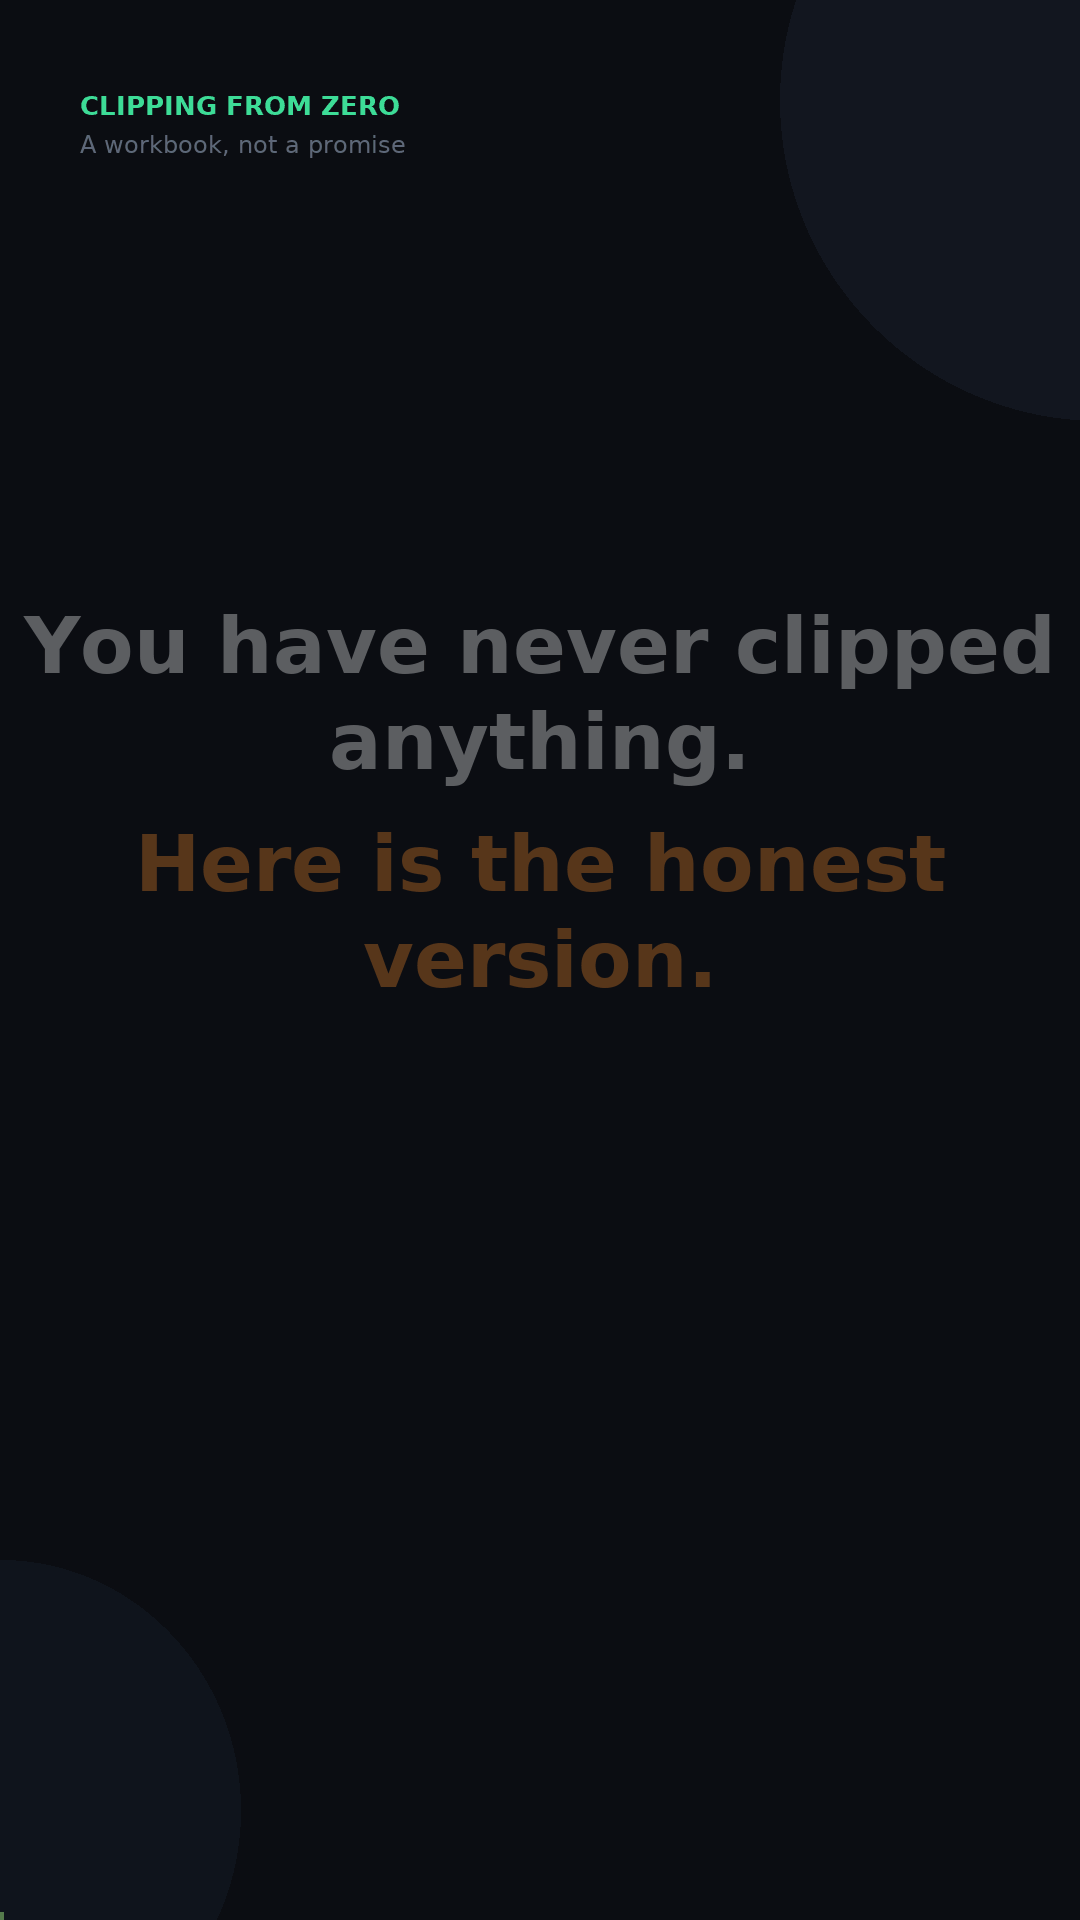 CLIPPING FROM ZERO
A workbook, not a promise
You have never clipped
anything.
Here is the honest
version.